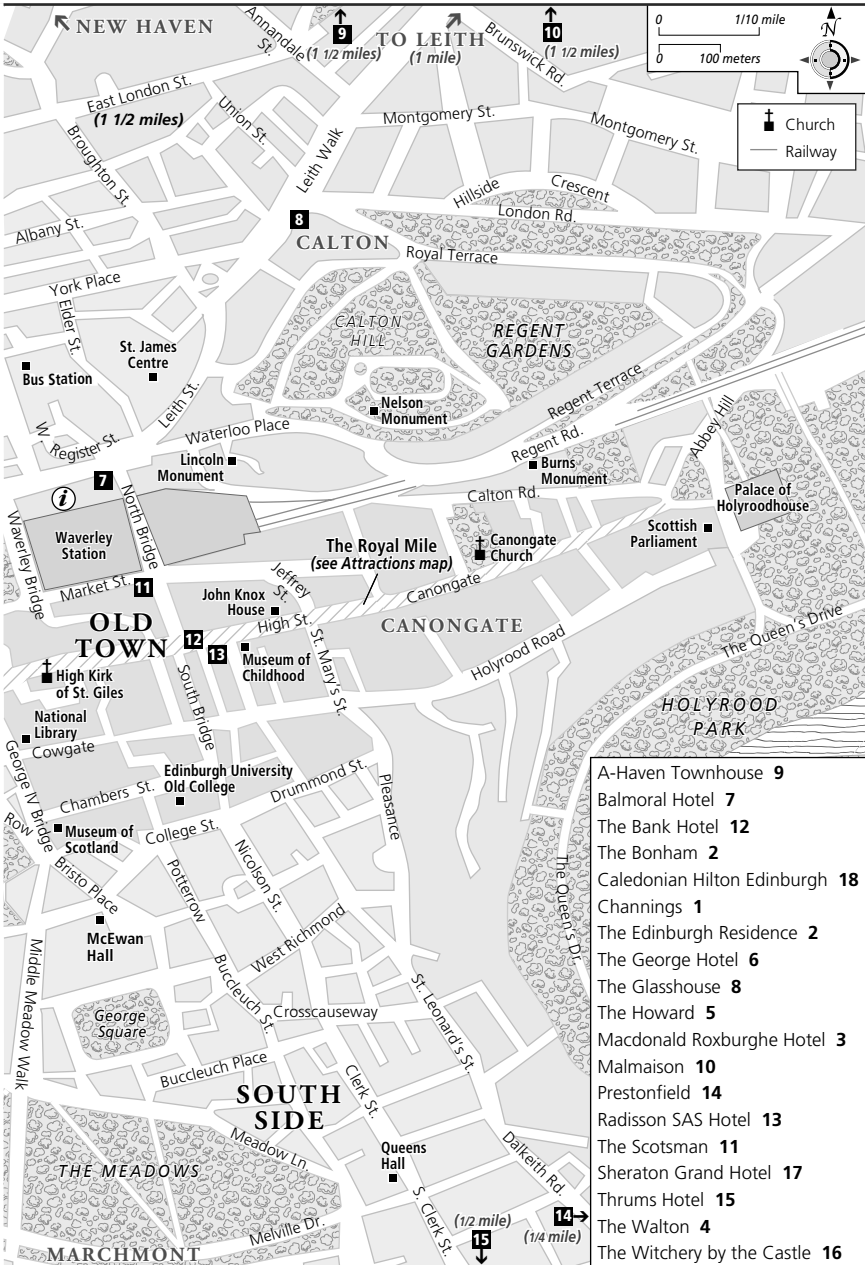 NEW HAVEN
Annandale
St.
9
(1 1/2 miles)
TO LEITH
(1 mile)
10
(1 1/2 miles)
Brunswick Rd.
0
1/10 mile
0
100 meters
N
Church
Railway
East London St.
(1 1/2 miles)
Union St.
Broughton St.
Leith Walk
Montgomery St.
Montgomery St.
Hillside
Crescent
London Rd.
Albany St.
8
CALTON
Royal Terrace
York Place
Elder St.
CALTON
HILL
REGENT
GARDENS
St. James
Centre
Bus Station
Leith St.
Nelson
Monument
Regent Terrace
W.
Register St.
Waterloo Place
Regent Rd.
Abbey Hill
Lincoln
Monument
Burns
Monument
7
i
North Bridge
Calton Rd.
Palace of
Holyroodhouse
Waverley Bridge
Waverley
Station
The Royal Mile
(see Attractions map)
Canongate
Church
Scottish
Parliament
Market St.
11
Jeffrey
St.
Canongate
John Knox
House
OLD
TOWN
12
13
High St.
CANONGATE
The Queen's Drive
Museum of
Childhood
St. Mary's St.
Holyrood Road
High Kirk
of St. Giles
South Bridge
HOLYROOD
PARK
National
Library
Cowgate
George IV Bridge
Edinburgh University
Old College
Drummond St.
Pleasance
Chambers St.
Row
Museum of
Scotland
College St.
Nicolson St.
Bristo Place
Potterrow
The Queen's Dr.
McEwan
Hall
West Richmond
Middle Meadow Walk
Buccleuch St.
St. Leonard's St.
George
Square
Crosscauseway
Buccleuch Place
SOUTH
SIDE
Clerk St.
Meadow Ln.
Dalkeith Rd.
THE MEADOWS
Queens
Hall
S. Clerk St.
(1/2 mile)
15
14
(1/4 mile)
Melville Dr.
MARCHMONT
A-Haven Townhouse 9
Balmoral Hotel 7
The Bank Hotel 12
The Bonham 2
Caledonian Hilton Edinburgh 18
Channings 1
The Edinburgh Residence 2
The George Hotel 6
The Glasshouse 8
The Howard 5
Macdonald Roxburghe Hotel 3
Malmaison 10
Prestonfield 14
Radisson SAS Hotel 13
The Scotsman 11
Sheraton Grand Hotel 17
Thrums Hotel 15
The Walton 4
The Witchery by the Castle 16